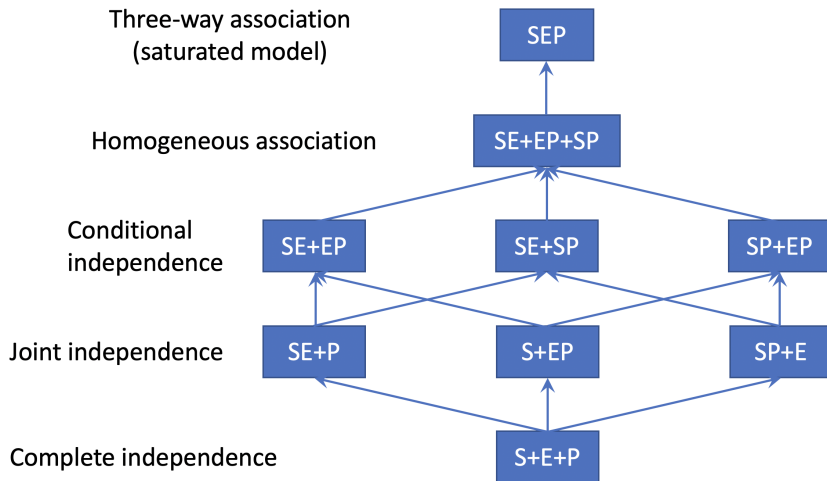 Three-way association
(saturated model)
SEP
Homogeneous association
SE+EP+SP
Conditional
independence
SE+EP
SE+SP
SP+EP
Joint independence
SE+P
S+EP
SP+E
Complete independence
S+E+P